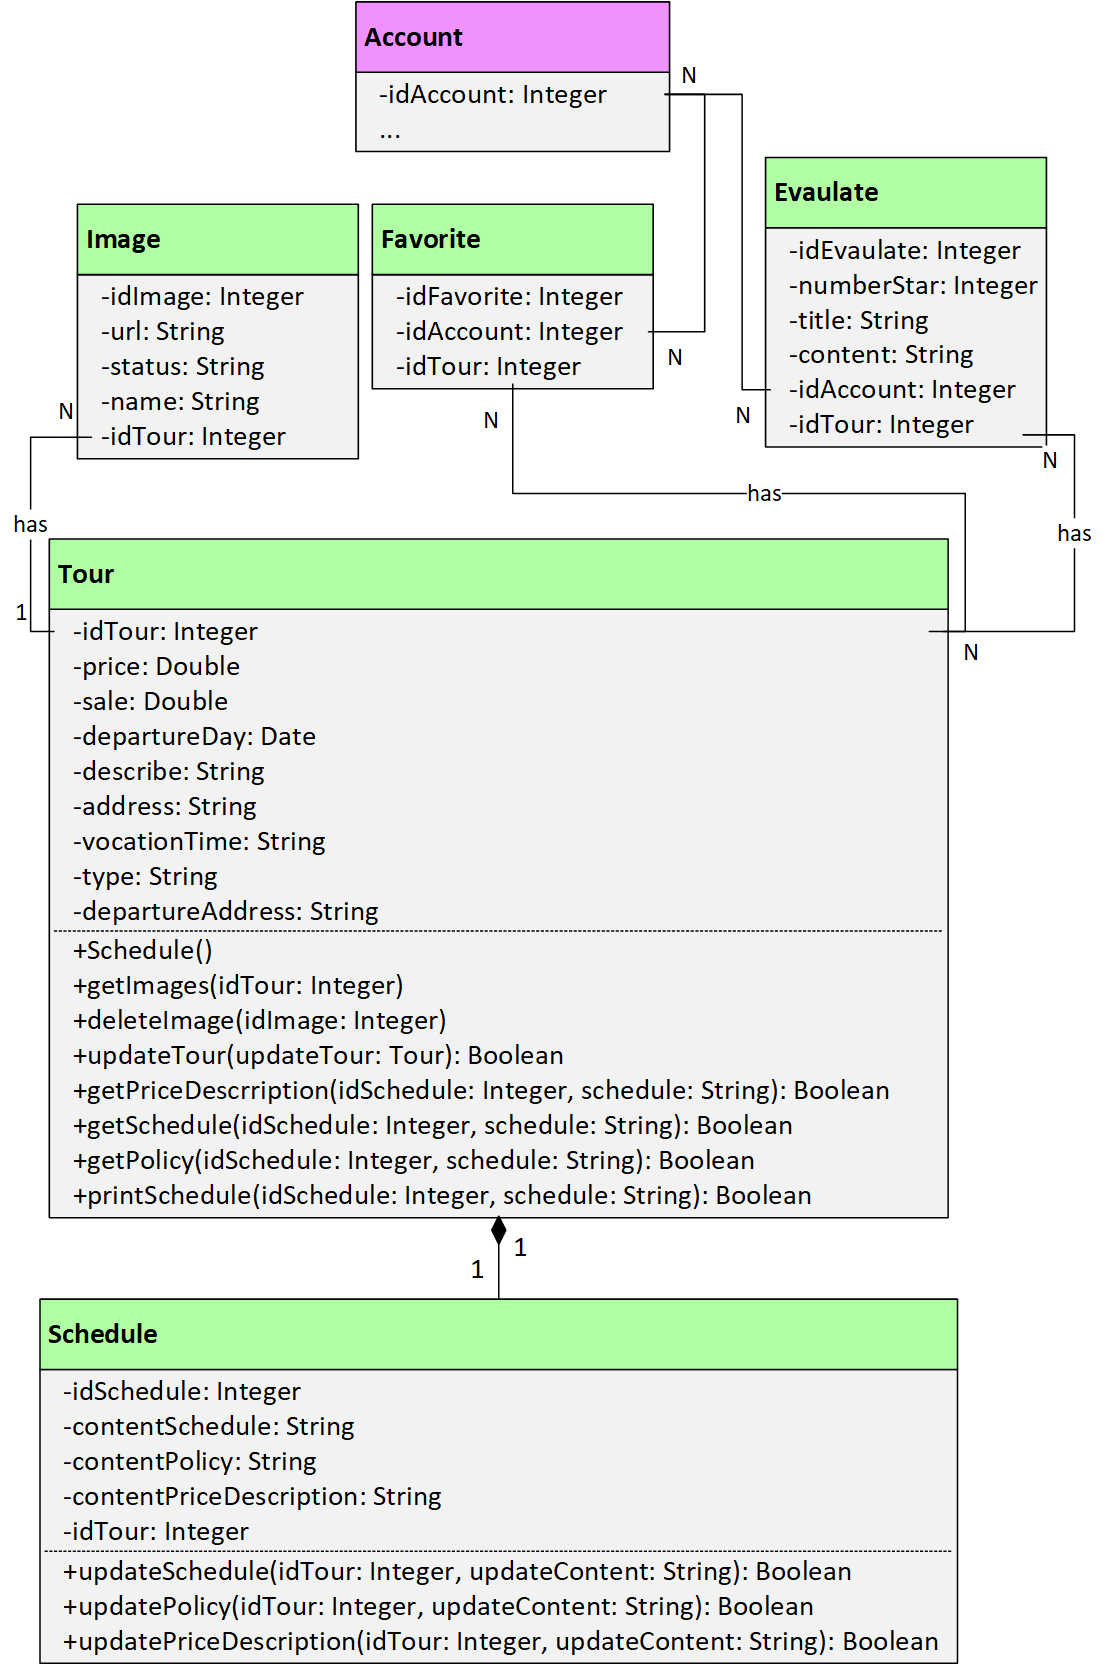 Account
-idAccount: Integer
...
N
Image
-idImage: Integer
-url: String
-status: String
-name: String
-idTour: Integer
N
has
1
Favorite
-idFavorite: Integer
-idAccount: Integer
-idTour: Integer
N
N
has
Evaulate
-idEvaulate: Integer
-numberStar: Integer
-title: String
-content: String
-idAccount: Integer
-idTour: Integer
N
N
has
N
Tour
-idTour: Integer
-price: Double
-sale: Double
-departureDay: Date
-describe: String
-address: String
-vocationTime: String
-type: String
-departureAddress: String
+Schedule()
+getImages(idTour: Integer)
+deleteImage(idImage: Integer)
+updateTour(updateTour: Tour): Boolean
+getPriceDescrription(idSchedule: Integer, schedule: String): Boolean
+getSchedule(idSchedule: Integer, schedule: String): Boolean
+getPolicy(idSchedule: Integer, schedule: String): Boolean
+printSchedule(idSchedule: Integer, schedule: String): Boolean
1
1
Schedule
-idSchedule: Integer
-contentSchedule: String
-contentPolicy: String
-contentPriceDescription: String
-idTour: Integer
+updateSchedule(idTour: Integer, updateContent: String): Boolean
+updatePolicy(idTour: Integer, updateContent: String): Boolean
+updatePriceDescription(idTour: Integer, updateContent: String): Boolean